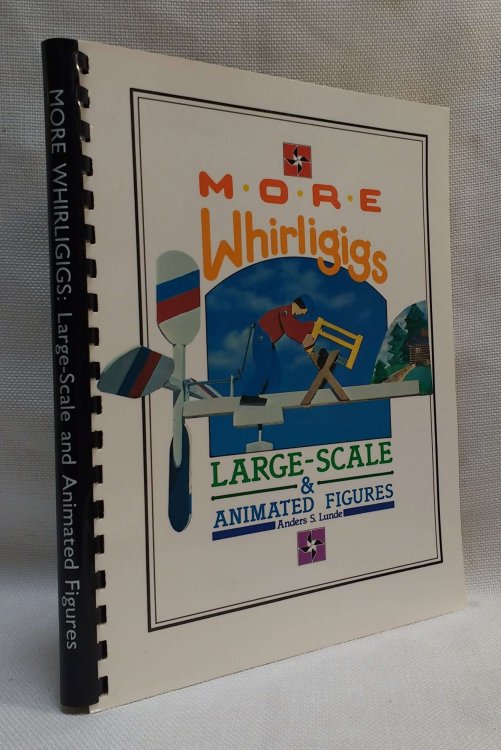 MORE WHIRLIGIGS: Large-Scale and Animated Figures
M·O·R·E
Whirligigs
LARGE-SCALE
&
ANIMATED FIGURES
Anders S. Lunde